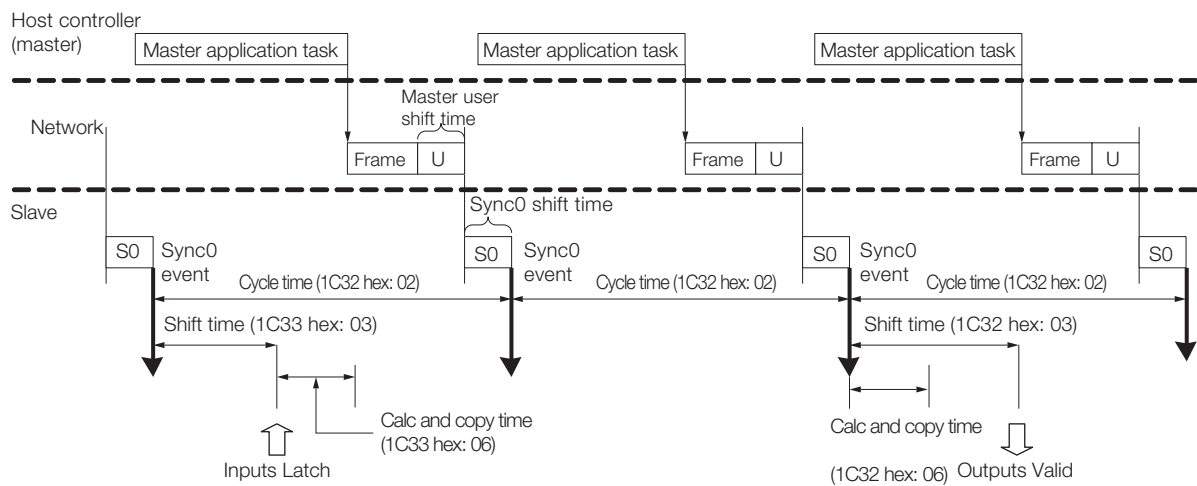 Host controller
(master)
Master application task
Master application task
Master application task
Master user
shift time
Network
Frame
U
Frame
U
Frame
U
Slave
Sync0 shift time
S0
Sync0
event
S0
Sync0
event
S0
Sync0
event
S0
Cycle time (1C32 hex: 02)
Cycle time (1C32 hex: 02)
Cycle time (1C32 hex: 02)
Shift time (1C33 hex: 03)
Shift time (1C32 hex: 03)
Calc and copy time
(1C33 hex: 06)
Calc and copy time
(1C32 hex: 06)
Inputs Latch
Outputs Valid